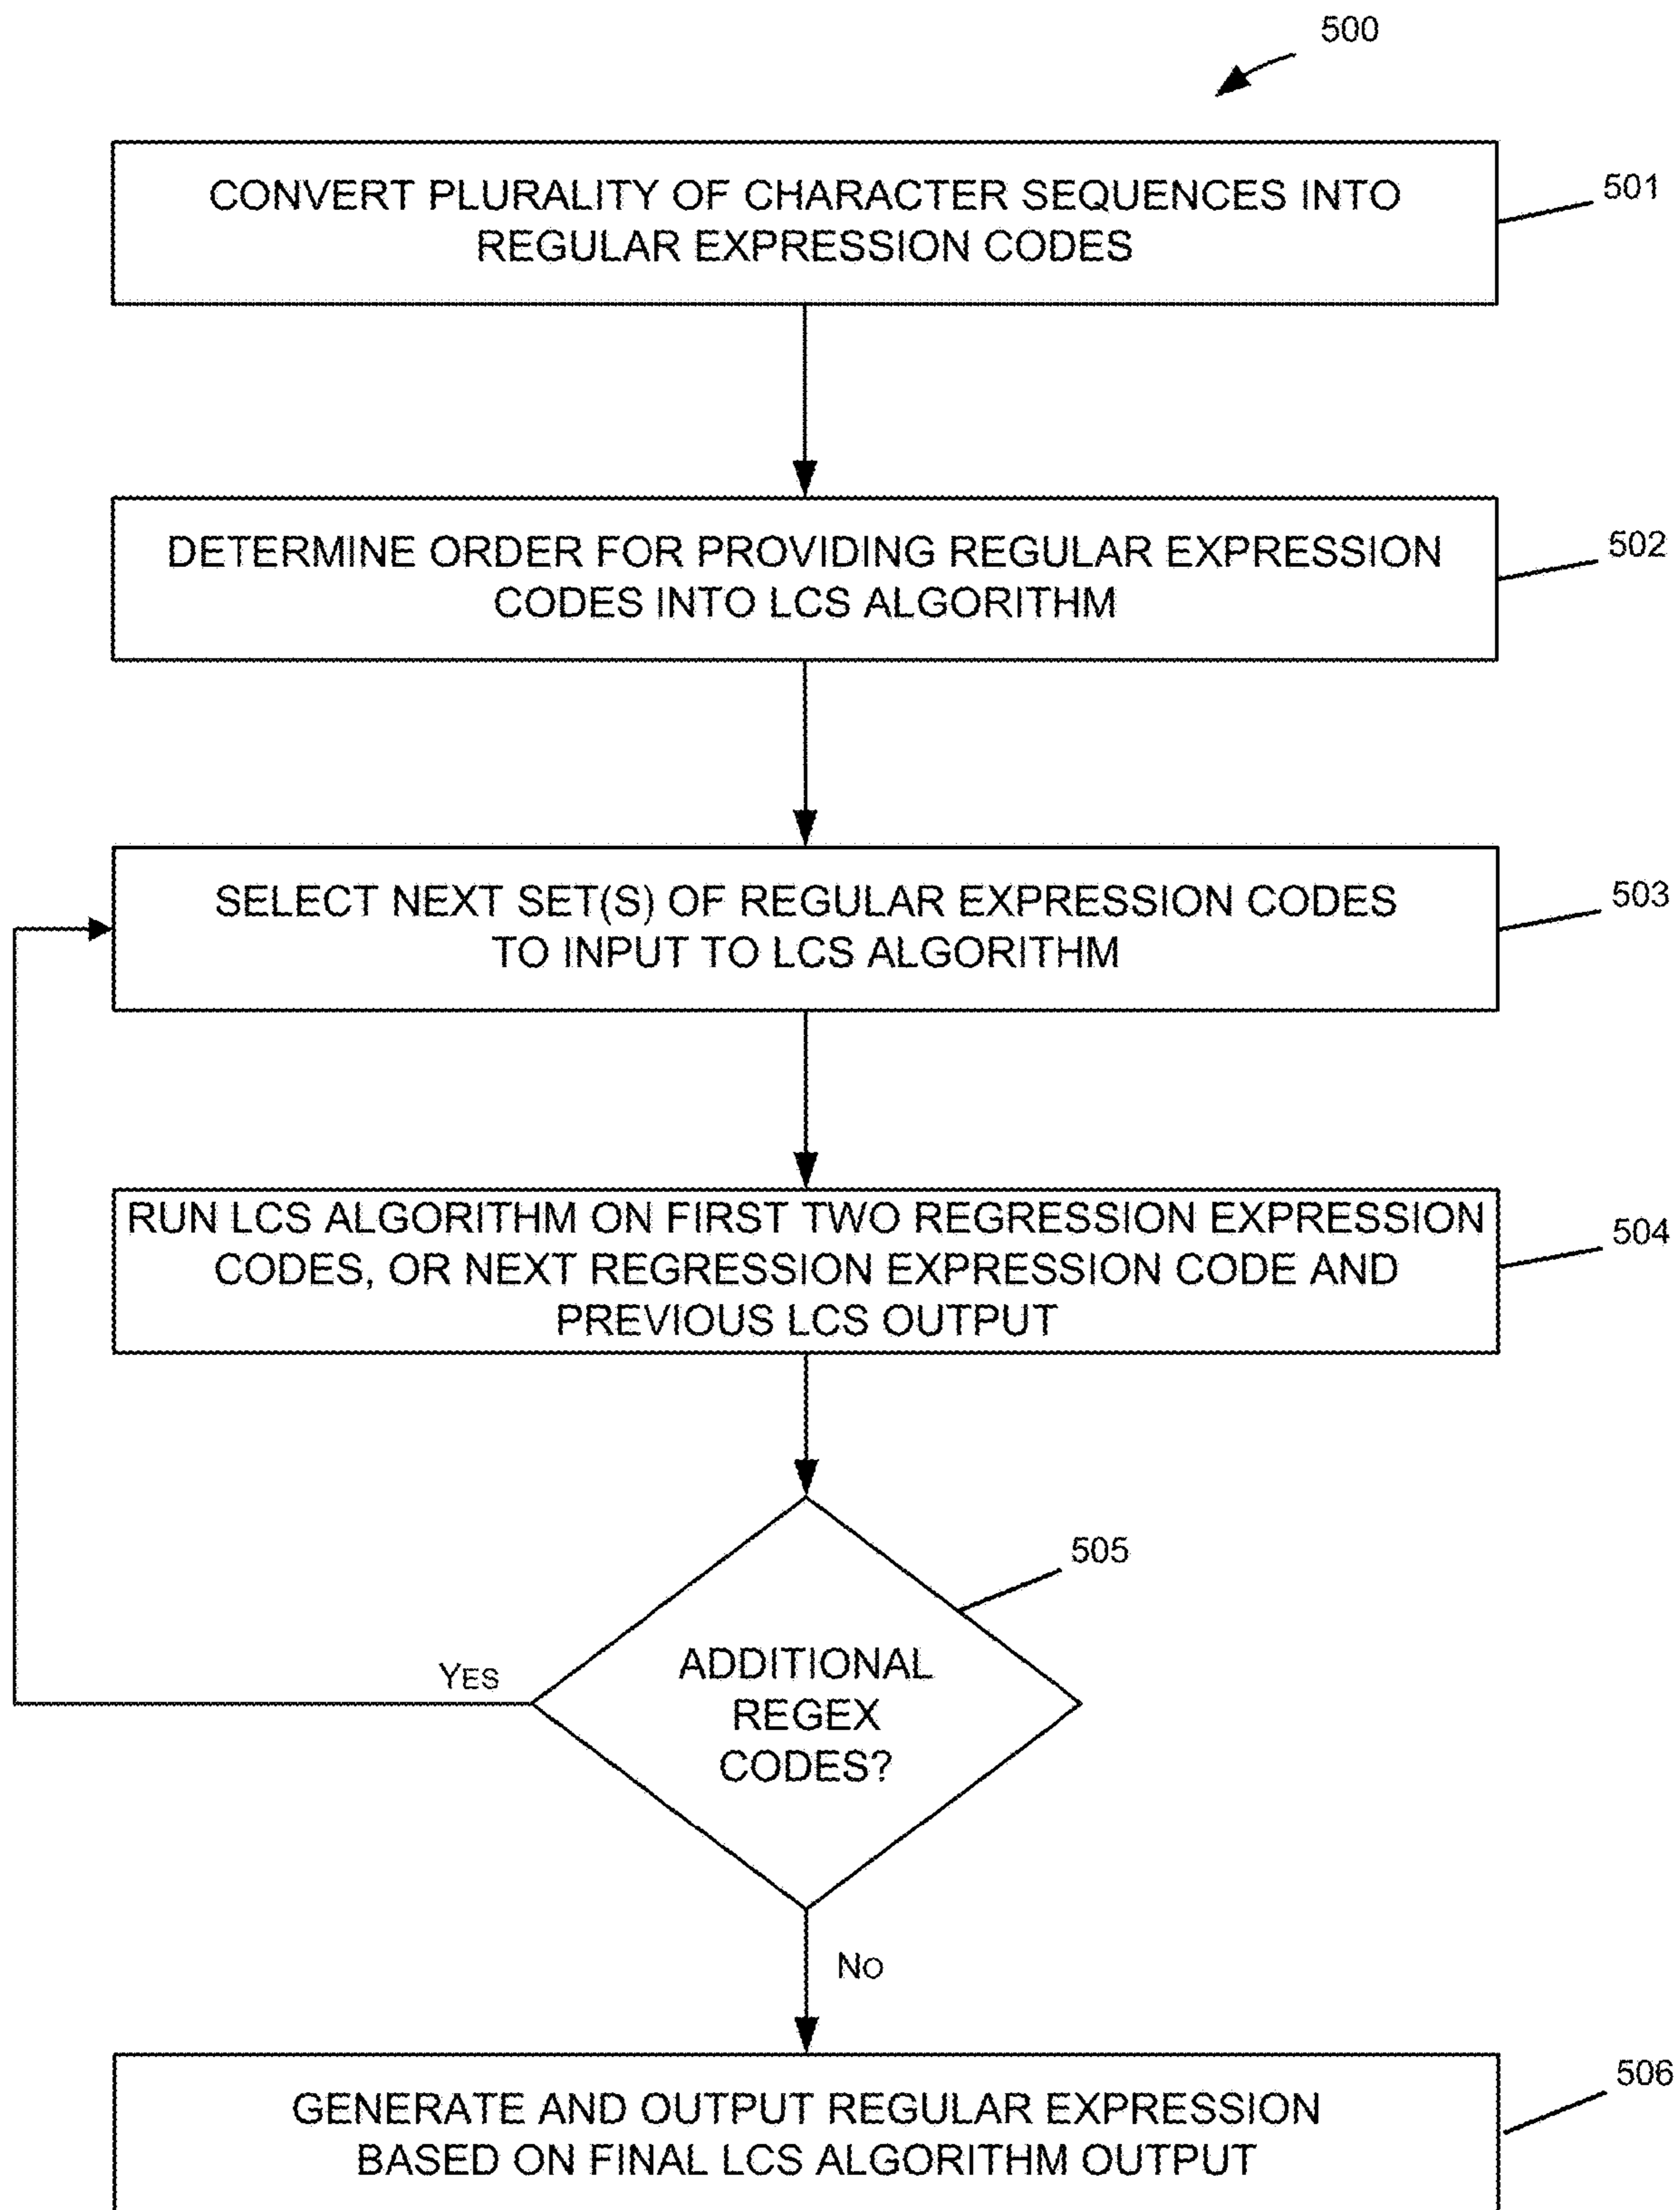 500
CONVERT PLURALITY OF CHARACTER SEQUENCES INTO
REGULAR EXPRESSION CODES
501
DETERMINE ORDER FOR PROVIDING REGULAR EXPRESSION
CODES INTO LCS ALGORITHM
502
SELECT NEXT SET(S) OF REGULAR EXPRESSION CODES
TO INPUT TO LCS ALGORITHM
503
RUN LCS ALGORITHM ON FIRST TWO REGRESSION EXPRESSION
CODES, OR NEXT REGRESSION EXPRESSION CODE AND
PREVIOUS LCS OUTPUT
504
505
ADDITIONAL
REGEX
CODES?
YES
NO
GENERATE AND OUTPUT REGULAR EXPRESSION
BASED ON FINAL LCS ALGORITHM OUTPUT
506